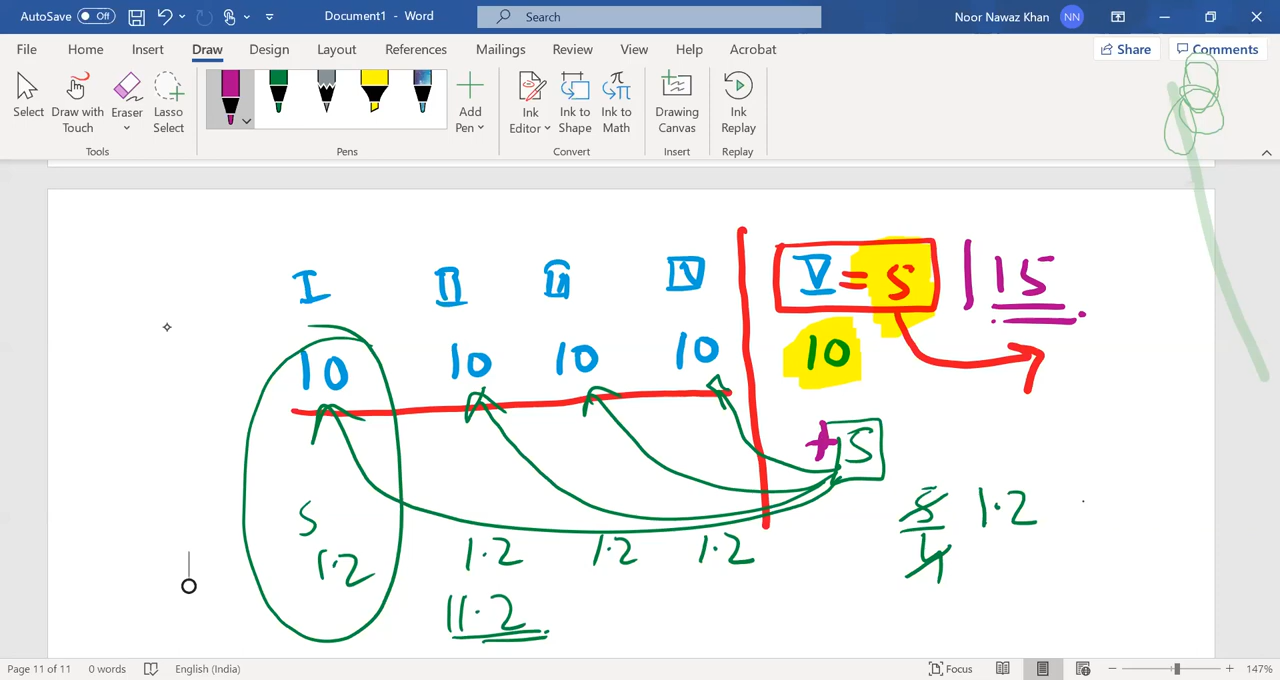 AutoSave Off Document1 - Word Search Noor Nawaz Khan NN
File Home Insert Draw Design Layout References Mailings Review View Help Acrobat Share Comments
Select Draw with Touch Eraser Lasso Select Add Pen Ink Editor Ink to Shape Ink to Math Drawing Canvas Ink Replay
Tools Pens Convert Insert Replay
I II III IV V = 5 | 15
10 10 10 10 10
+ 5
5/4 1.2
5
1.2 1.2 1.2 1.2
11.2
Page 11 of 11 0 words English (India) Focus 147%